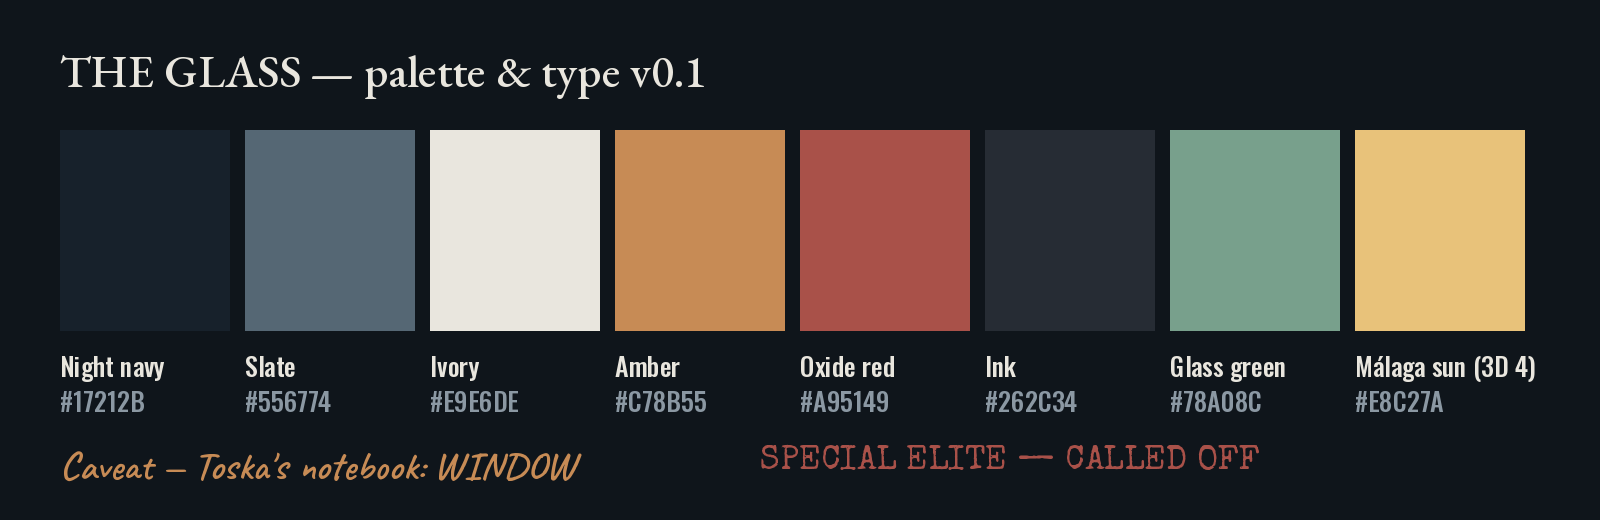 THE GLASS — palette & type v0.1
Night navy
#17212B
Slate
#556774
Ivory
#E9E6DE
Amber
#C78B55
Oxide red
#A95149
Ink
#262C34
Glass green
#78A08C
Málaga sun (3D 4)
#E8C27A
Caveat — Toska's notebook: WINDOW
SPECIAL ELITE — CALLED OFF